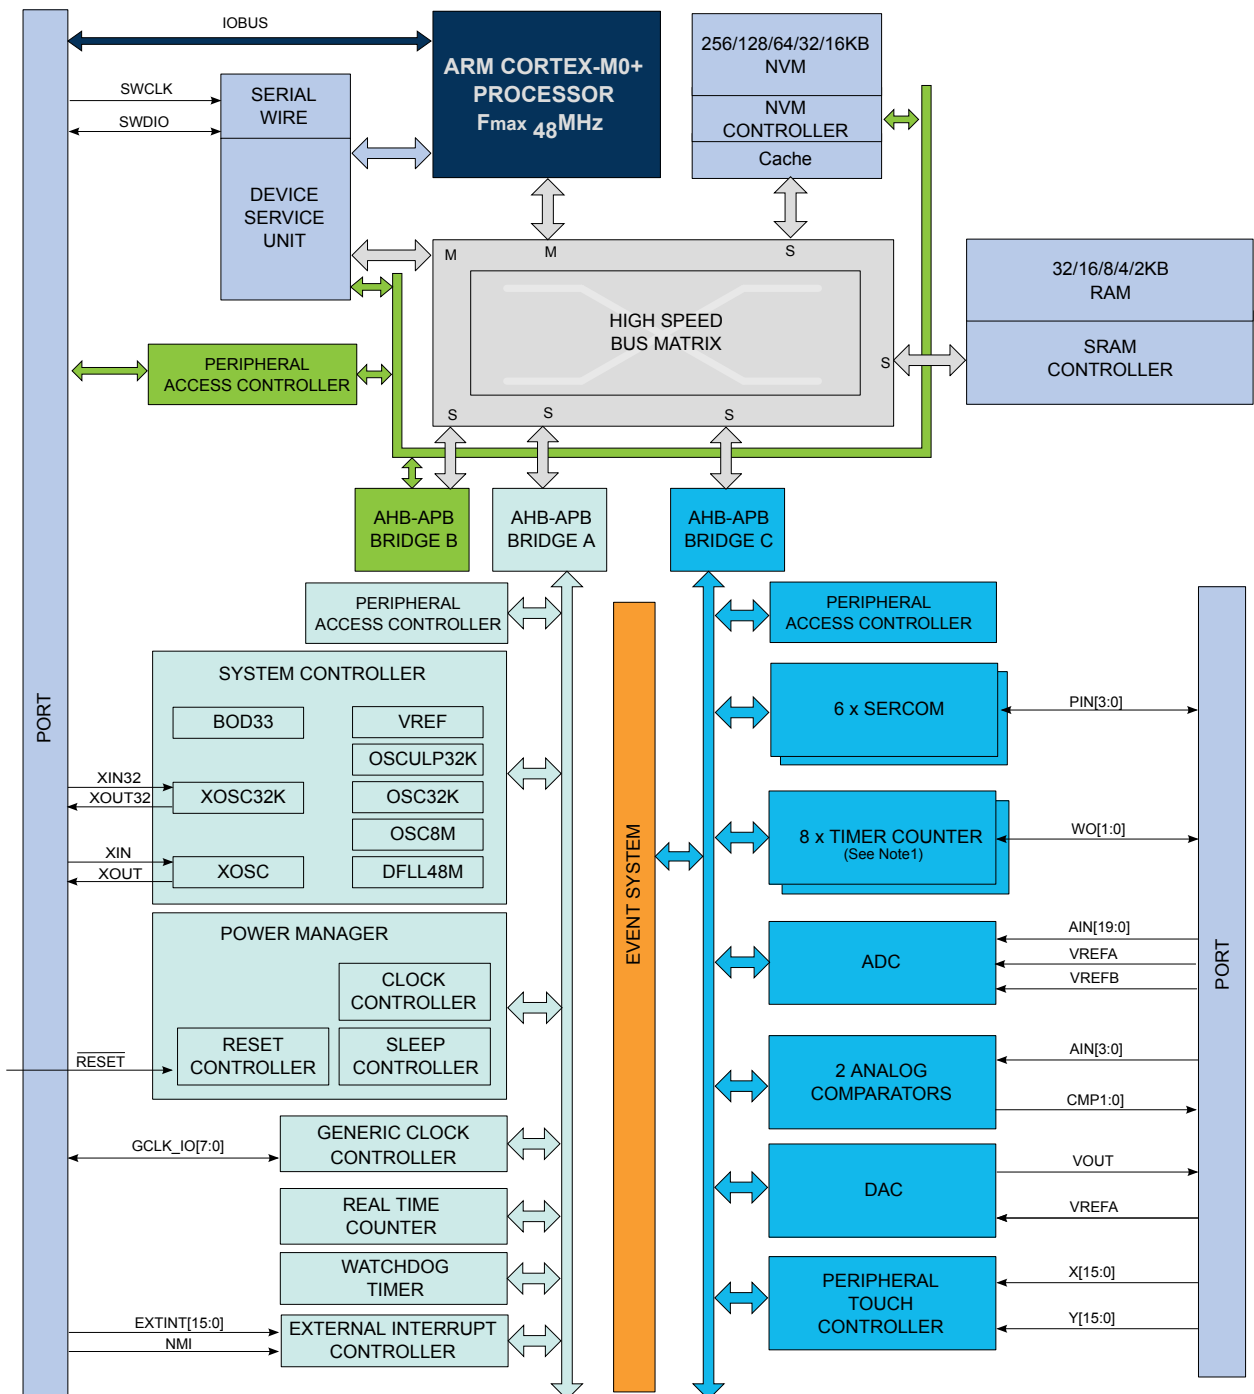 IOBUS
ARM CORTEX-M0+
PROCESSOR
Fmax 48MHz
256/128/64/32/16KB
NVM
NVM
CONTROLLER
Cache
SWCLK
SWDIO
SERIAL
WIRE
DEVICE
SERVICE
UNIT
M
M
S
HIGH SPEED
BUS MATRIX
S
S
S
S
32/16/8/4/2KB
RAM
SRAM
CONTROLLER
PERIPHERAL
ACCESS CONTROLLER
AHB-APB
BRIDGE B
AHB-APB
BRIDGE A
AHB-APB
BRIDGE C
PORT
PERIPHERAL
ACCESS CONTROLLER
SYSTEM CONTROLLER
BOD33
VREF
OSCULP32K
XIN32
XOUT32
XOSC32K
OSC32K
OSC8M
XIN
XOUT
XOSC
DFLL48M
POWER MANAGER
CLOCK
CONTROLLER
RESET
RESET
CONTROLLER
SLEEP
CONTROLLER
GCLK_IO[7:0]
GENERIC CLOCK
CONTROLLER
REAL TIME
COUNTER
WATCHDOG
TIMER
EXTINT[15:0]
NMI
EXTERNAL INTERRUPT
CONTROLLER
EVENT SYSTEM
PERIPHERAL
ACCESS CONTROLLER
6 x SERCOM
PIN[3:0]
8 x TIMER COUNTER
(See Note1)
WO[1:0]
ADC
AIN[19:0]
VREFA
VREFB
2 ANALOG
COMPARATORS
AIN[3:0]
CMP1:0]
DAC
VOUT
VREFA
PERIPHERAL
TOUCH
CONTROLLER
X[15:0]
Y[15:0]
PORT